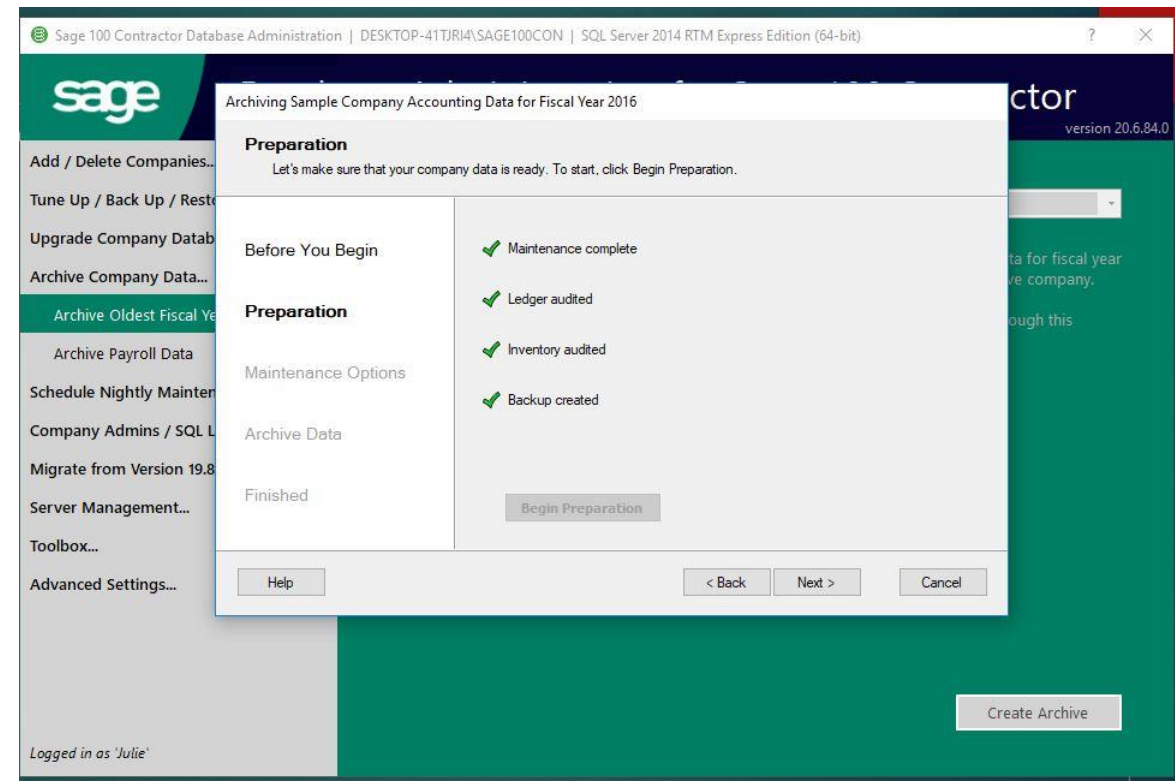 Sage 100 Contractor Database Administration | DESKTOP-41TJRI4\SAGE100CON | SQL Server 2014 RTM Express Edition (64-bit)
? ×
sage
ctor
version 20.6.84.0
Add / Delete Companies...
Tune Up / Back Up / Resto
Upgrade Company Datab
Archive Company Data...
Archive Oldest Fiscal Ye
Archive Payroll Data
Schedule Nightly Mainten
Company Admins / SQL L
Migrate from Version 19.8
Server Management...
Toolbox...
Advanced Settings...
Logged in as 'Julie'
Archiving Sample Company Accounting Data for Fiscal Year 2016
Preparation
Let's make sure that your company data is ready. To start, click Begin Preparation.
Before You Begin
Preparation
Maintenance Options
Archive Data
Finished
Maintenance complete
Ledger audited
Inventory audited
Backup created
Begin Preparation
Help
< Back
Next >
Cancel
ta for fiscal year
ve company.
ough this
Create Archive